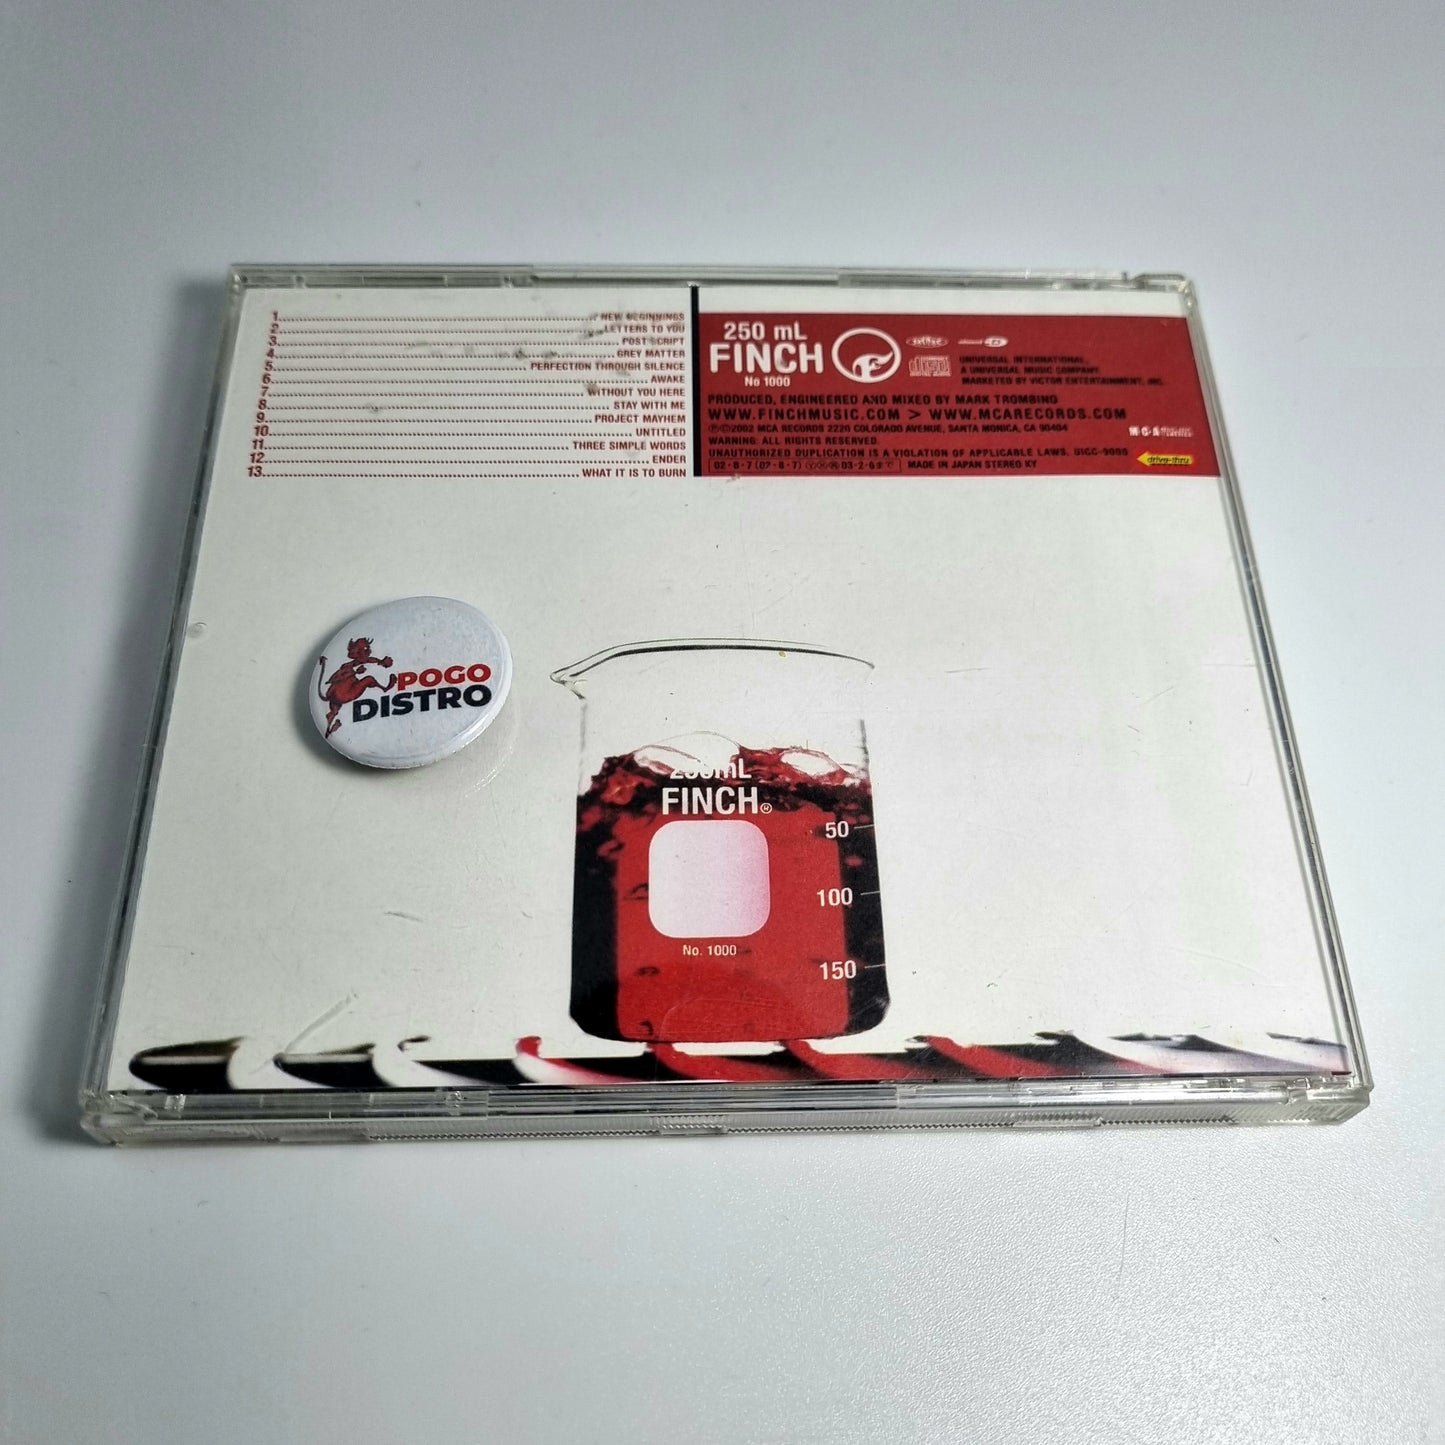 1 NEW BEGINNINGS
2 LETTERS TO YOU
3 POST SCRIPT
4 GREY MATTER
5 PERFECTION THROUGH SILENCE
6 AWAKE
7 WITHOUT YOU HERE
8 STAY WITH ME
9 PROJECT MAYHEM
10 UNTITLED
11 THREE SIMPLE WORDS
12 ENDER
13 WHAT IT IS TO BURN
250 mL
FINCH
No 1000
UNIVERSAL INTERNATIONAL,
A UNIVERSAL MUSIC COMPANY.
MARKETED BY VICTOR ENTERTAINMENT, INC.
PRODUCED, ENGINEERED AND MIXED BY MARK TROMBINO
WWW.FINCHMUSIC.COM > WWW.MCARECORDS.COM
Ⓟ©2002 MCA RECORDS 2220 COLORADO AVENUE, SANTA MONICA, CA 90404
WARNING: ALL RIGHTS RESERVED.
UNAUTHORIZED DUPLICATION IS A VIOLATION OF APPLICABLE LAWS.
MADE IN JAPAN STEREO KY
MCA
drive-thru
POGO
DISTRO
250mL
FINCH®
50
100
150
No. 1000